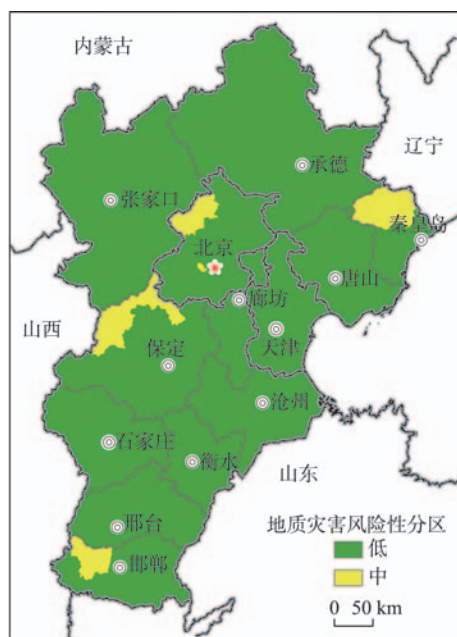 内蒙古
辽宁
承德
张家口
秦皇岛
北京
唐山
廊坊
山西
天津
保定
沧州
石家庄
衡水
山东
邢台
地质灾害风险性分区
低
邯郸
中
0 50 km